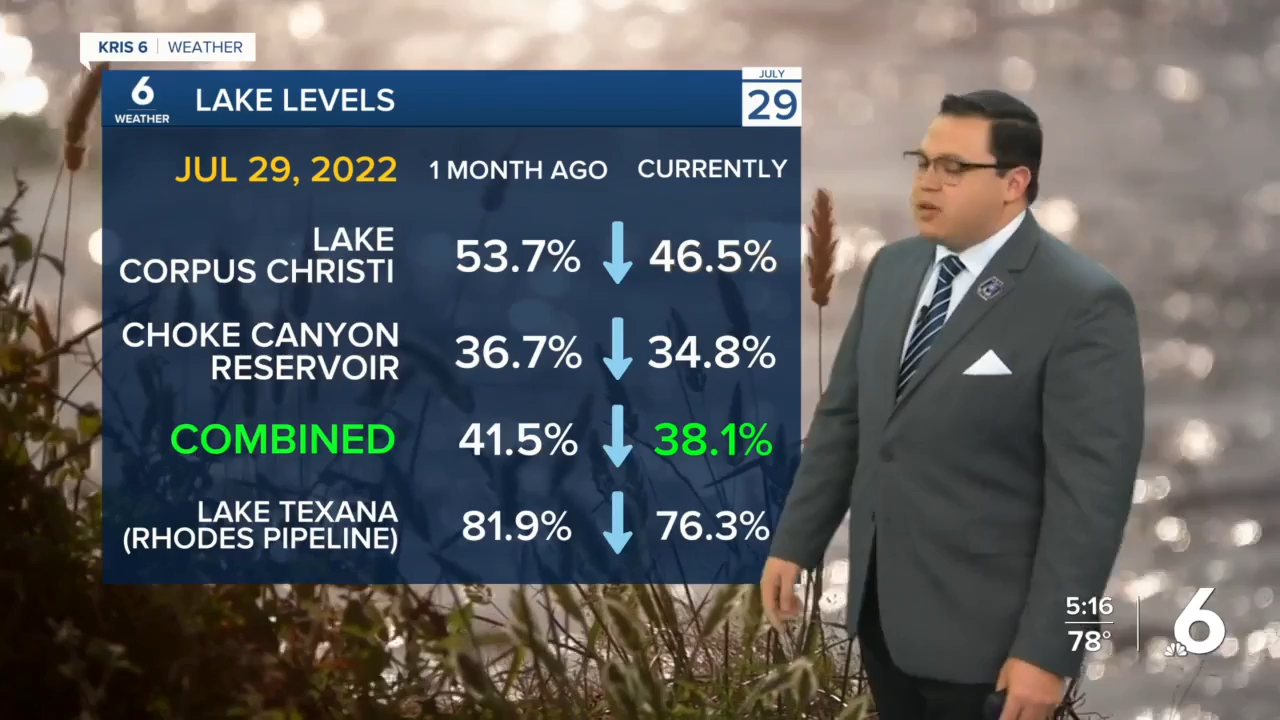 KRIS 6 | WEATHER
6
WEATHER
LAKE LEVELS
JULY
29
JUL 29, 2022 1 MONTH AGO CURRENTLY
LAKE
CORPUS CHRISTI
53.7% 46.5%
CHOKE CANYON
RESERVOIR
36.7% 34.8%
COMBINED 41.5% 38.1%
LAKE TEXANA
(RHODES PIPELINE)
81.9% 76.3%
5:16
78°
6